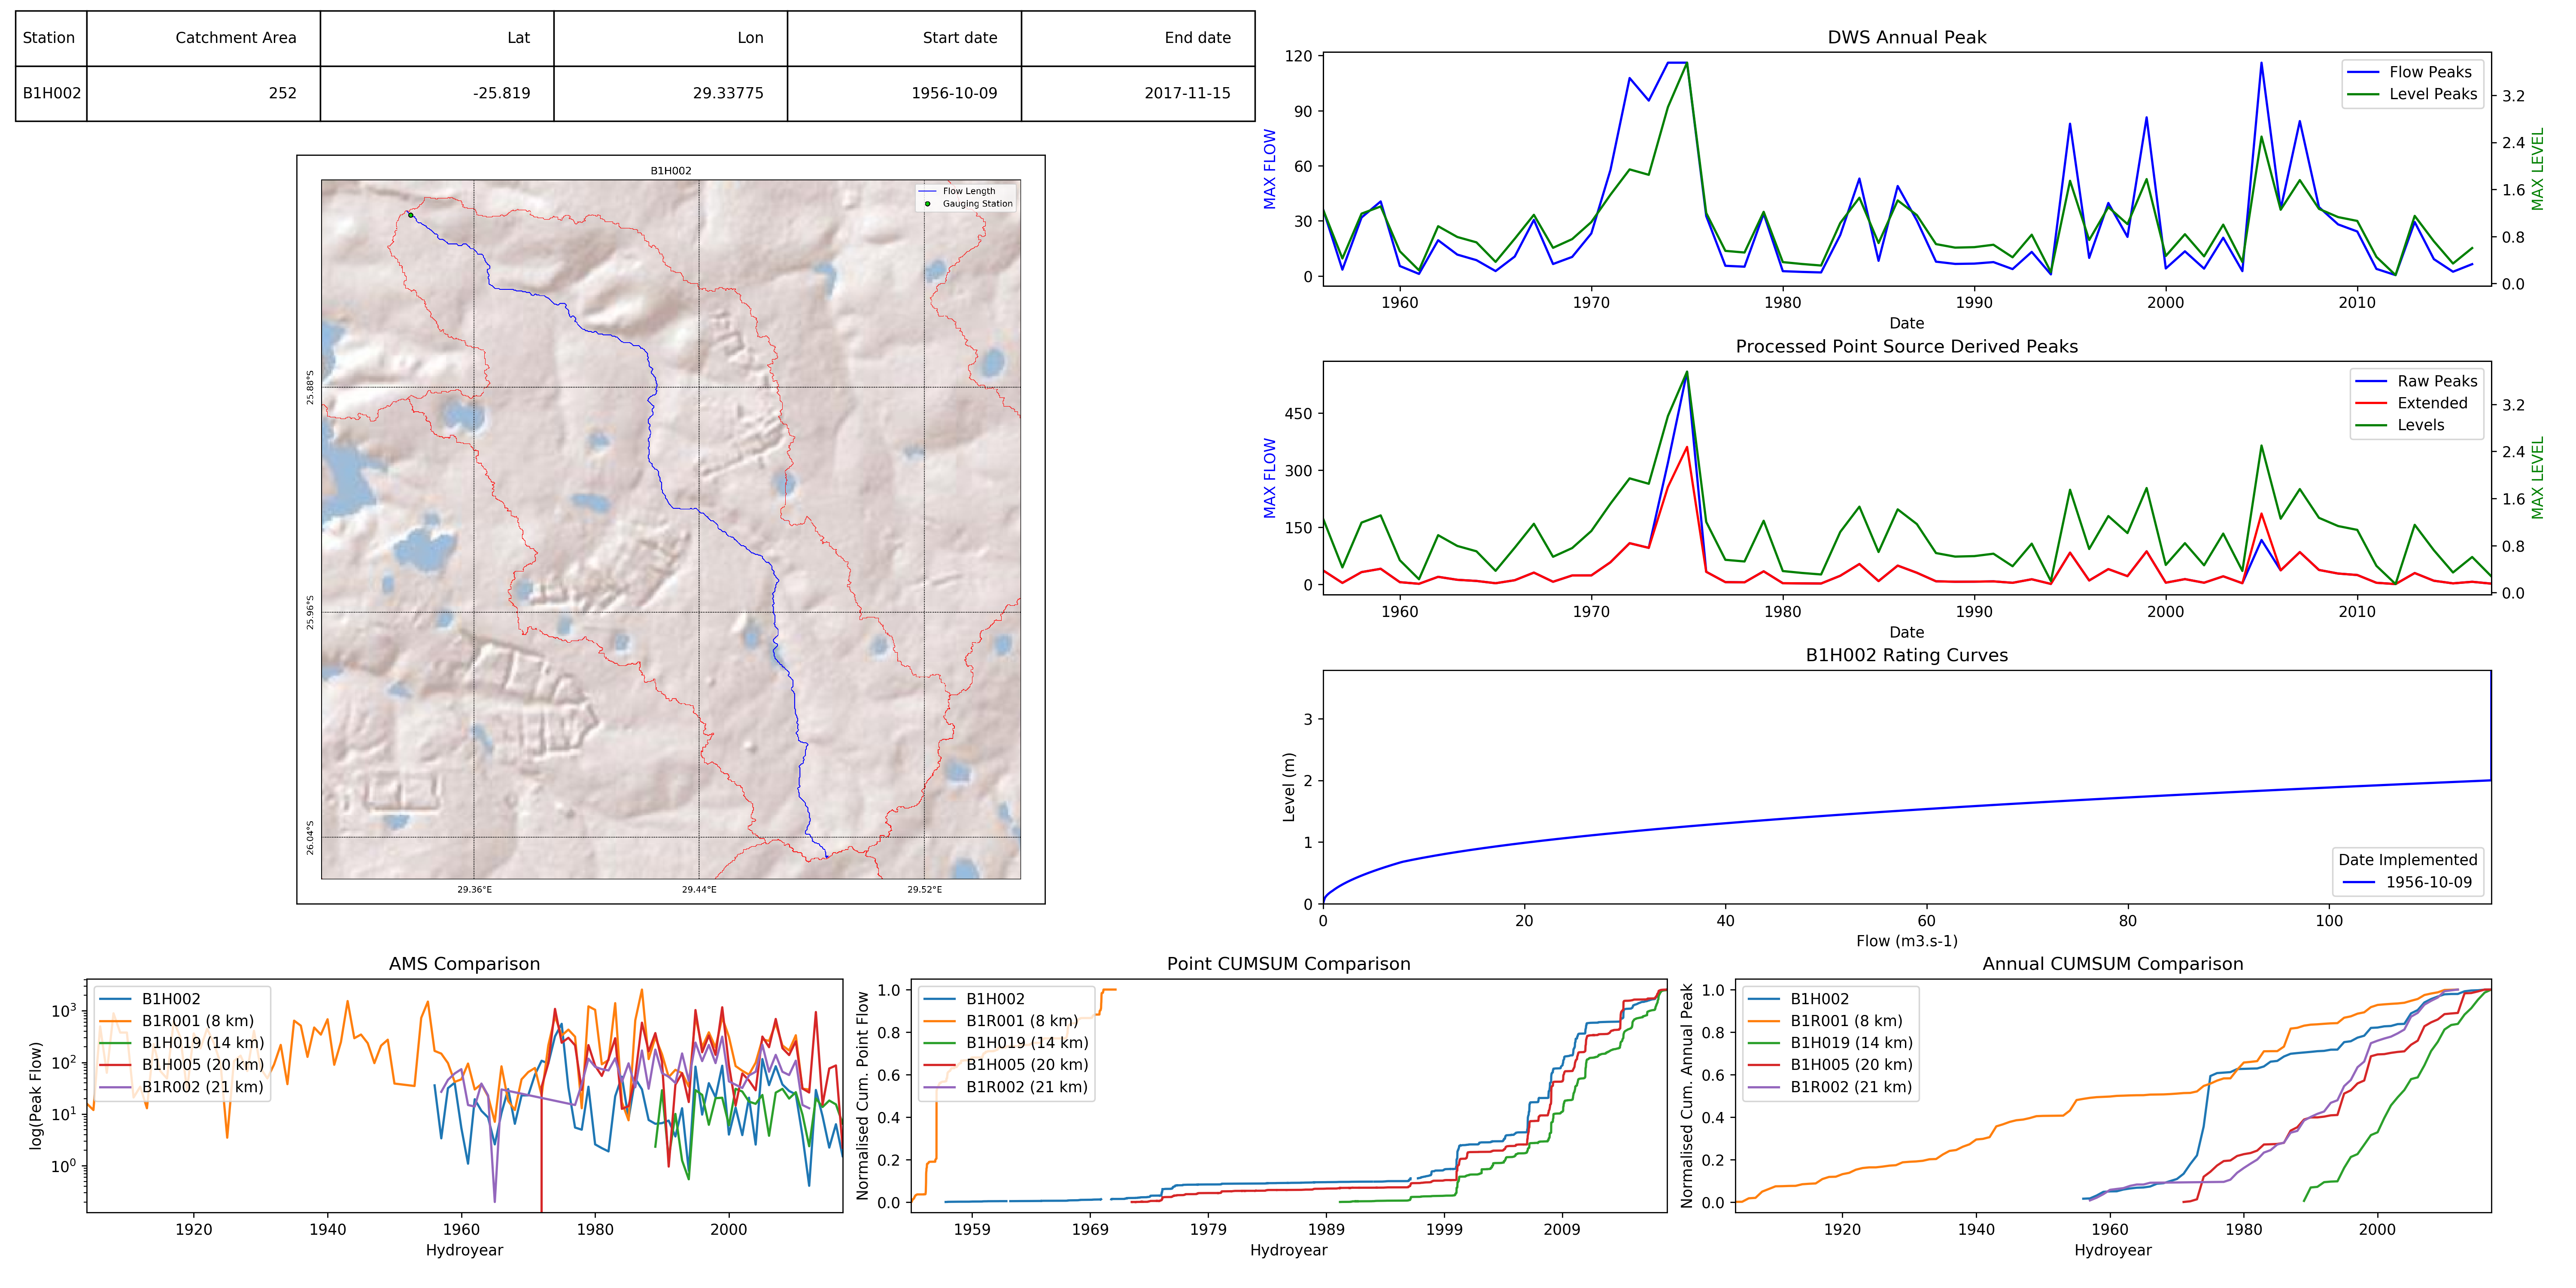 Station Catchment Area Lat Lon Start date End date
B1H002 252 -25.819 29.33775 1956-10-09 2017-11-15
B1H002
Flow Length
Gauging Station
25.88°S
25.96°S
26.04°S
29.36°E 29.44°E 29.52°E
DWS Annual Peak
Flow Peaks
Level Peaks
MAX FLOW
MAX LEVEL
120
90
60
30
0
3.2
2.4
1.6
0.8
0.0
1960 1970 1980 1990 2000 2010
Date
Processed Point Source Derived Peaks
Raw Peaks
Extended
Levels
MAX FLOW
MAX LEVEL
450
300
150
0
3.2
2.4
1.6
0.8
0.0
1960 1970 1980 1990 2000 2010
Date
B1H002 Rating Curves
Level (m)
3
2
1
0
Date Implemented
1956-10-09
0 20 40 60 80 100
Flow (m3.s-1)
AMS Comparison
log(Peak Flow)
10³
10²
10¹
10⁰
B1H002
B1R001 (8 km)
B1H019 (14 km)
B1H005 (20 km)
B1R002 (21 km)
1920 1940 1960 1980 2000
Hydroyear
Point CUMSUM Comparison
Normalised Cum. Point Flow
1.0
0.8
0.6
0.4
0.2
0.0
B1H002
B1R001 (8 km)
B1H019 (14 km)
B1H005 (20 km)
B1R002 (21 km)
1959 1969 1979 1989 1999 2009
Hydroyear
Annual CUMSUM Comparison
Normalised Cum. Annual Peak
1.0
0.8
0.6
0.4
0.2
0.0
B1H002
B1R001 (8 km)
B1H019 (14 km)
B1H005 (20 km)
B1R002 (21 km)
1920 1940 1960 1980 2000
Hydroyear